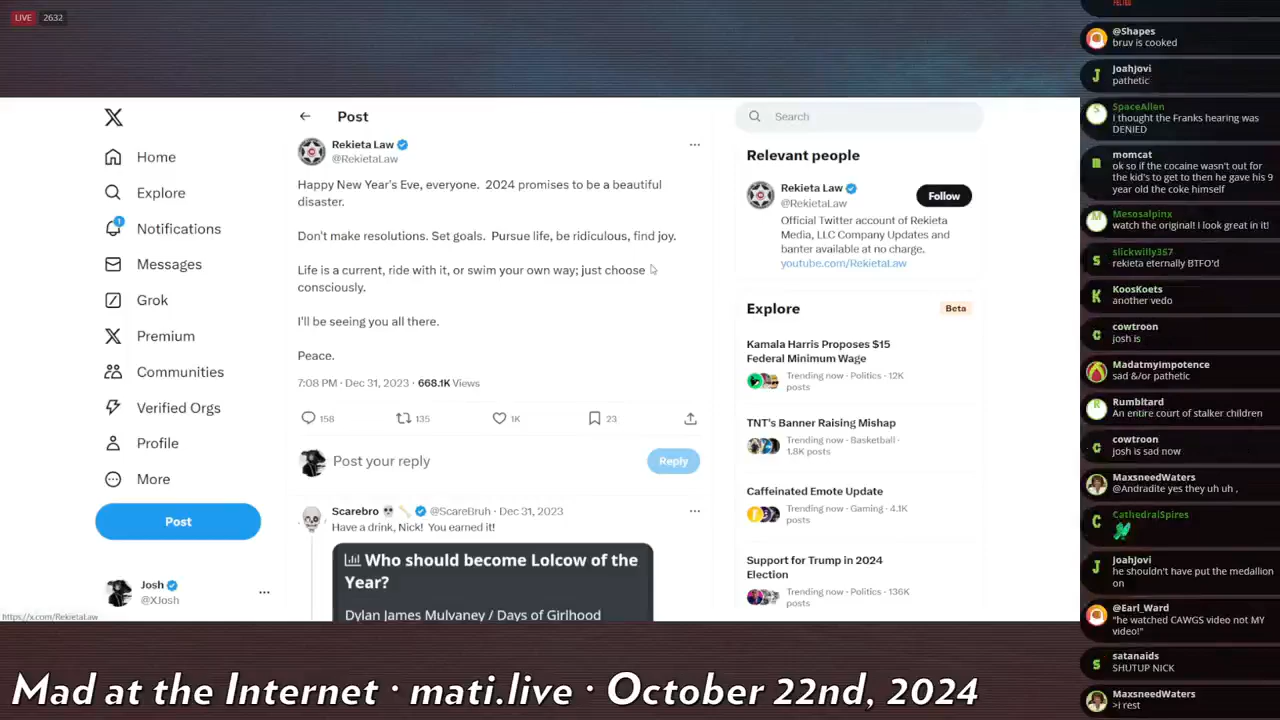 LIVE 2632
Post
Search
Home
Explore
Notifications
1
Messages
Grok
Premium
Communities
Verified Orgs
Profile
More
Post
Josh
@XJosh
https://x.com/RekietaLaw
Rekieta Law
@RekietaLaw
Happy New Year's Eve, everyone. 2024 promises to be a beautiful
disaster.
Don't make resolutions. Set goals. Pursue life, be ridiculous, find joy.
Life is a current, ride with it, or swim your own way; just choose
consciously.
I'll be seeing you all there.
Peace.
7:08 PM · Dec 31, 2023 · 668.1K Views
158 135 1K 23
Post your reply
Reply
Scarebro @ScareBruh · Dec 31, 2023
Have a drink, Nick! You earned it!
Who should become Lolcow of the
Year?
Dylan James Mulvaney / Days of Girlhood
Relevant people
Rekieta Law
@RekietaLaw
Follow
Official Twitter account of Rekieta
Media, LLC Company Updates and
banter available at no charge.
youtube.com/RekietaLaw
Explore
Beta
Kamala Harris Proposes $15
Federal Minimum Wage
Trending now · Politics · 12K
posts
TNT's Banner Raising Mishap
Trending now · Basketball ·
1.8K posts
Caffeinated Emote Update
Trending now · Gaming · 4.1K
posts
Support for Trump in 2024
Election
Trending now · Politics · 136K
posts
@Shapes
bruv is cooked
JoahJovi
pathetic
SpaceAllen
I thought the Franks hearing was
DENIED
momcat
ok so if the cocaine wasn't out for
the kid's to get to then he gave his 9
year old the coke himself
Mesosalpinx
watch the original! I look great in it!
slickwilly357
rekieta eternally BTFO'd
KoosKoets
another vedo
cowtroon
josh is
Madatmyimpotence
sad &/or pathetic
Rumbltard
An entire court of stalker children
cowtroon
josh is sad now
MaxsneedWaters
@Andradite yes they uh uh ,
CathedralSpires
JoahJovi
he shouldn't have put the medallion
on
@Earl_Ward
"he watched CAWGS video not MY
video!"
satanaids
SHUTUP NICK
MaxsneedWaters
>i rest
Mad at the Internet · mati.live · October 22nd, 2024